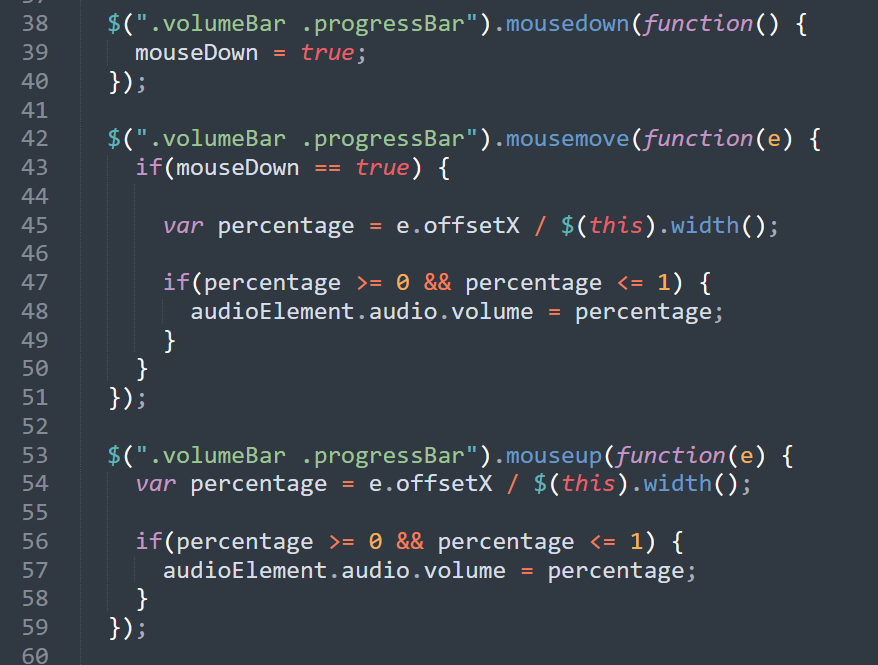 38 $(".volumeBar .progressBar").mousedown(function() {
39 mouseDown = true;
40 });
41
42 $(".volumeBar .progressBar").mousemove(function(e) {
43 if(mouseDown == true) {
44
45 var percentage = e.offsetX / $(this).width();
46
47 if(percentage >= 0 && percentage <= 1) {
48 audioElement.audio.volume = percentage;
49 }
50 }
51 });
52
53 $(".volumeBar .progressBar").mouseup(function(e) {
54 var percentage = e.offsetX / $(this).width();
55
56 if(percentage >= 0 && percentage <= 1) {
57 audioElement.audio.volume = percentage;
58 }
59 });
60